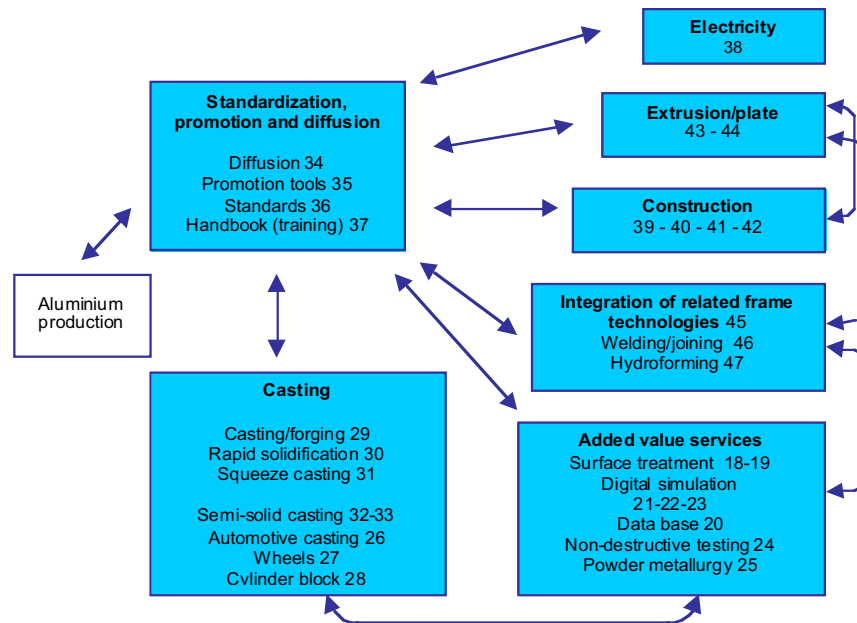 Electricity
38
Standardization,
promotion and diffusion
Diffusion 34
Promotion tools 35
Standards 36
Handbook (training) 37
Extrusion/plate
43 - 44
Construction
39 - 40 - 41 - 42
Aluminium
production
Integration of related frame
technologies 45
Welding/joining 46
Hydroforming 47
Casting
Casting/forging 29
Rapid solidification 30
Squeeze casting 31
Semi-solid casting 32-33
Automotive casting 26
Wheels 27
Cvlinder block 28
Added value services
Surface treatment 18-19
Digital simulation
21-22-23
Data base 20
Non-destructive testing 24
Powder metallurgy 25